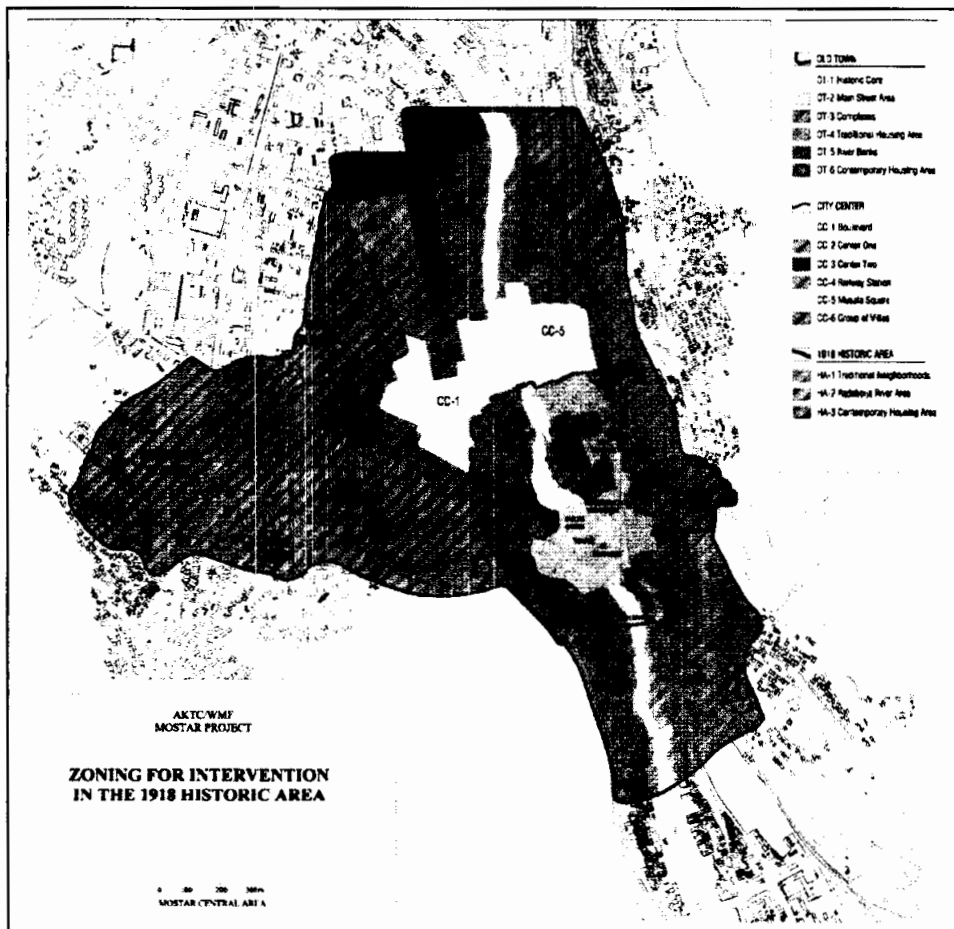 OLD TOWN
OT-1 Historic Core
OT-2 Main Street Area
OT-3 Complexes
OT-4 Traditional Housing Area
OT-5 River Banks
OT-6 Contemporary Housing Area
CITY CENTER
CC-1 Boulevard
CC-2 Center One
CC-3 Center Two
CC-4 Railway Station
CC-5 Musala Square
CC-6 Group of Villas
1918 HISTORIC AREA
HA-1 Traditional Neighborhoods
HA-2 Radobolja River Area
HA-3 Contemporary Housing Area
CC-5
CC-1
AKTC/WMF
MOSTAR PROJECT
ZONING FOR INTERVENTION
IN THE 1918 HISTORIC AREA
0 100 200 300m
MOSTAR CENTRAL AREA